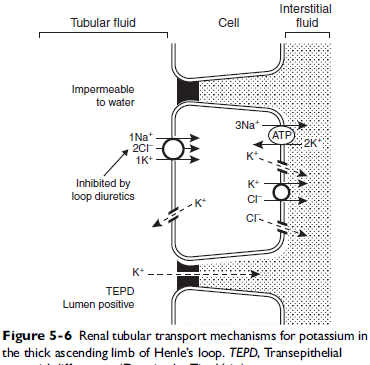 Tubular fluid
Cell
Interstitial
fluid
Impermeable
to water
1Na⁺
2Cl⁻
1K⁺
Inhibited by
loop diuretics
3Na⁺
ATP
2K⁺
K⁺
K⁺
Cl⁻
Cl⁻
K⁺
K⁺
TEPD
Lumen positive
Figure 5-6 Renal tubular transport mechanisms for potassium in
the thick ascending limb of Henle's loop. TEPD, Transepithelial